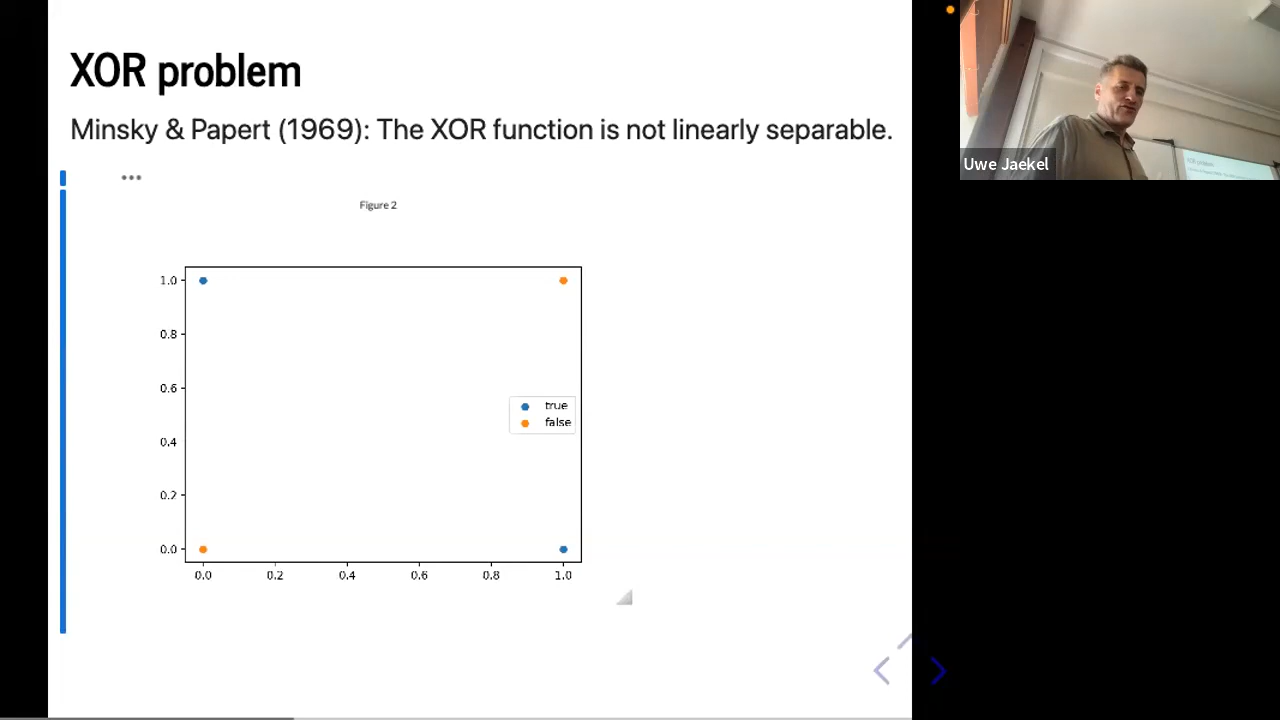 XOR problem
Minsky & Papert (1969): The XOR function is not linearly separable.
Figure 2
1.0
0.8
0.6
0.4
0.2
0.0
0.0 0.2 0.4 0.6 0.8 1.0
true
false
Uwe Jaekel
XOR problem